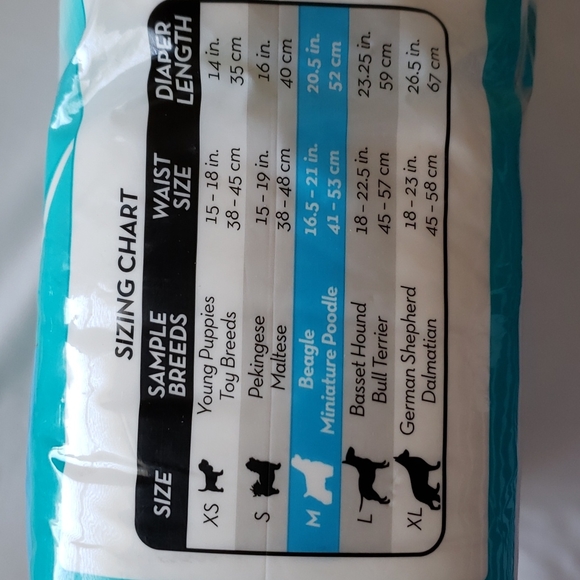 SIZING CHART
SIZE SAMPLE BREEDS WAIST SIZE DIAPER LENGTH
XS Young Puppies 15 - 18 in. 14 in.
Toy Breeds 38 - 45 cm 35 cm
S Pekingese 15 - 19 in. 16 in.
Maltese 38 - 48 cm 40 cm
M Beagle 16.5 - 21 in. 20.5 in.
Miniature Poodle 41 - 53 cm 52 cm
L Basset Hound 18 - 22.5 in. 23.25 in.
Bull Terrier 45 - 57 cm 59 cm
XL German Shepherd 18 - 23 in. 26.5 in.
Dalmatian 45 - 58 cm 67 cm